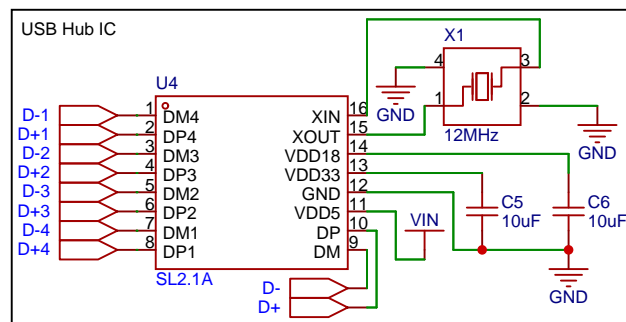 USB Hub IC
X1
4
3
GND
1
2
12MHz
GND
U4
D-1
1
DM4
XIN
16
D+1
2
DP4
XOUT
15
D-2
3
DM3
VDD18
14
D+2
4
DP3
VDD33
13
D-3
5
DM2
GND
12
D+3
6
DP2
VDD5
11
D-4
7
DM1
DP
10
D+4
8
DP1
DM
9
SL2.1A
VIN
C5
10uF
C6
10uF
GND
D-
D+